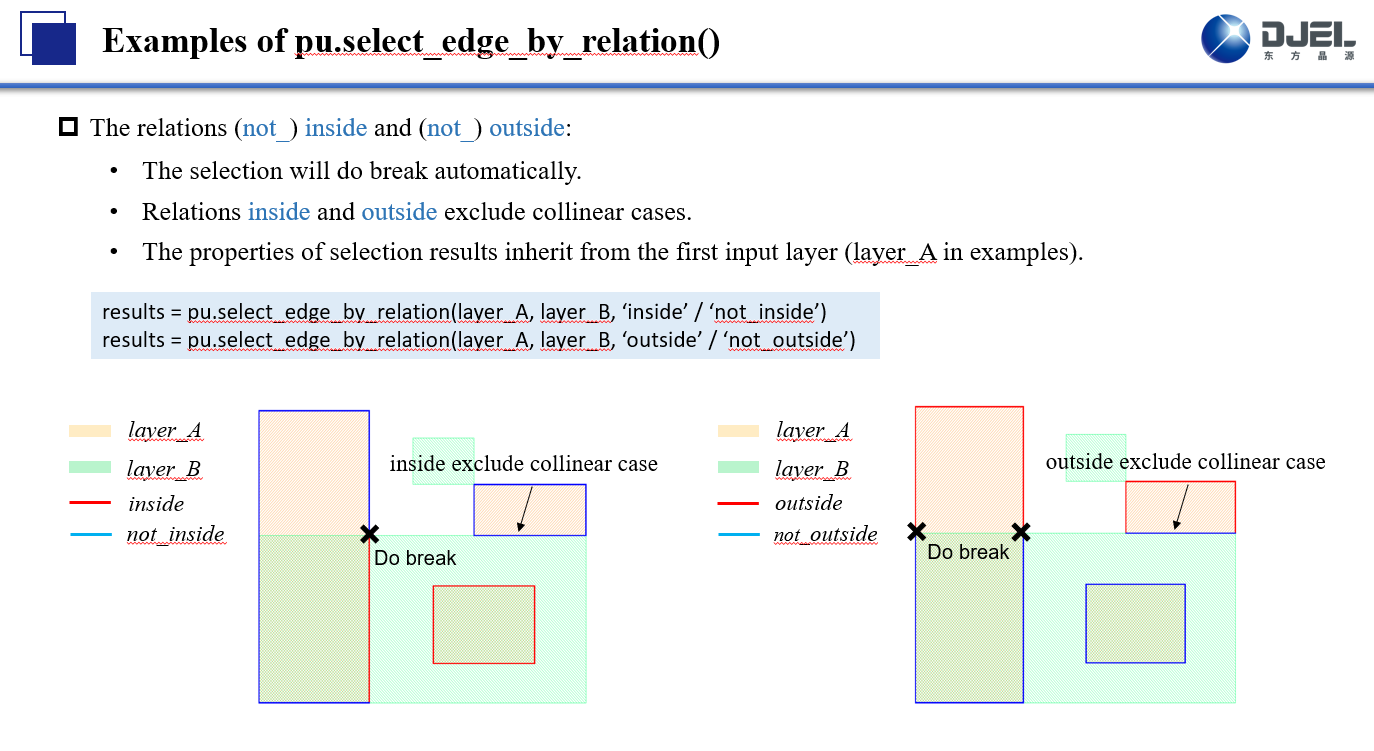 Examples of pu.select_edge_by_relation()
DJEL
东方晶源
The relations (not_) inside and (not_) outside:
• The selection will do break automatically.
• Relations inside and outside exclude collinear cases.
• The properties of selection results inherit from the first input layer (layer_A in examples).
results = pu.select_edge_by_relation(layer_A, layer_B, ‘inside’ / ‘not_inside’)
results = pu.select_edge_by_relation(layer_A, layer_B, ‘outside’ / ‘not_outside’)
layer_A
layer_B
inside
not_inside
inside exclude collinear case
Do break
layer_A
layer_B
outside
not_outside
outside exclude collinear case
Do break